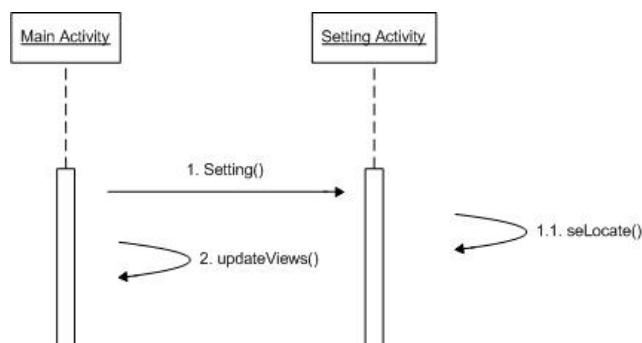 Main Activity
Setting Activity
1. Setting()
1.1. seLocate()
2. updateViews()